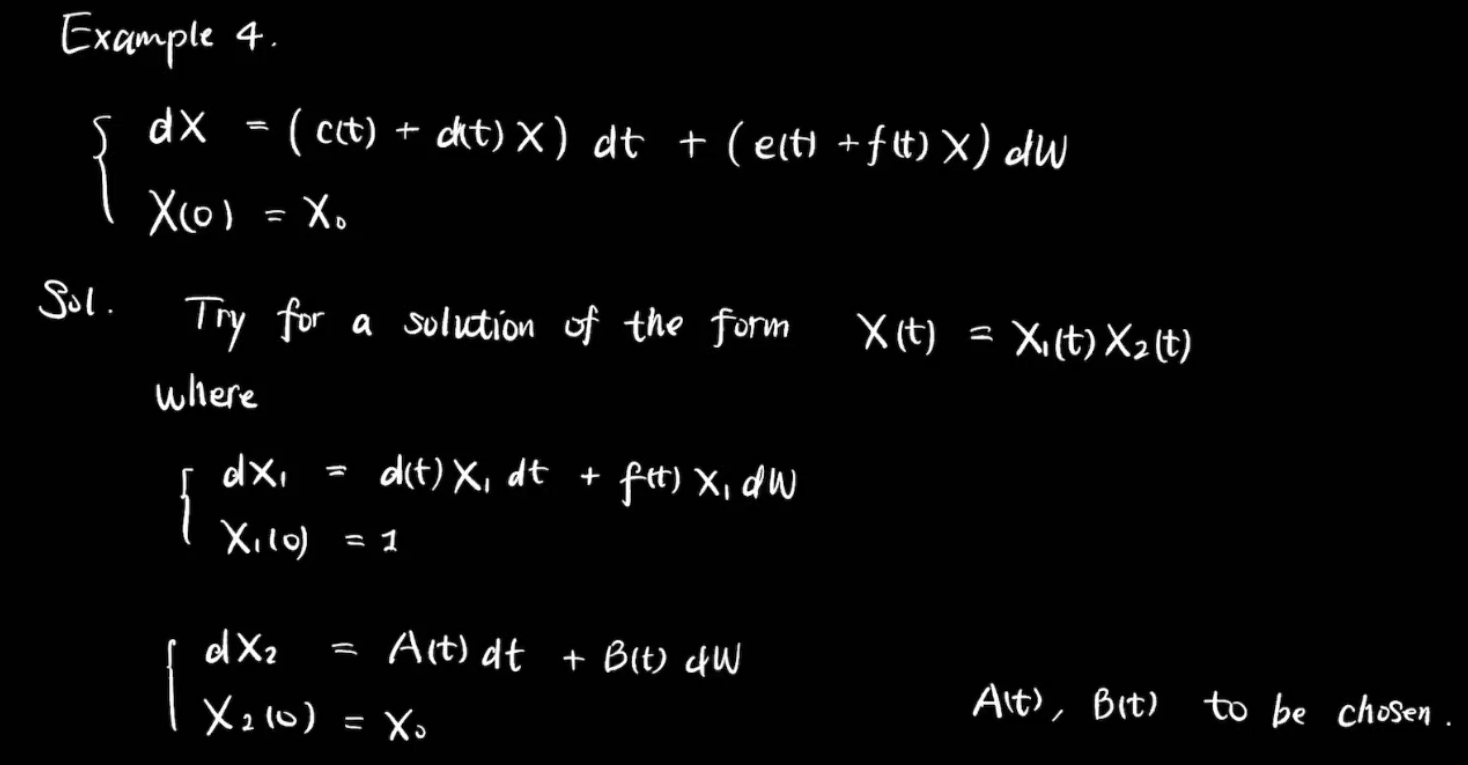 Example 4.
{ dX = (c(t) + d(t) X) dt + (e(t) + f(t) X) dW
X(0) = X₀
Sol. Try for a solution of the form X(t) = X₁(t) X₂(t)
where
{ dX₁ = d(t) X₁ dt + f(t) X₁ dW
X₁(0) = 1
{ dX₂ = A(t) dt + B(t) dW
X₂(0) = X₀ A(t), B(t) to be chosen.